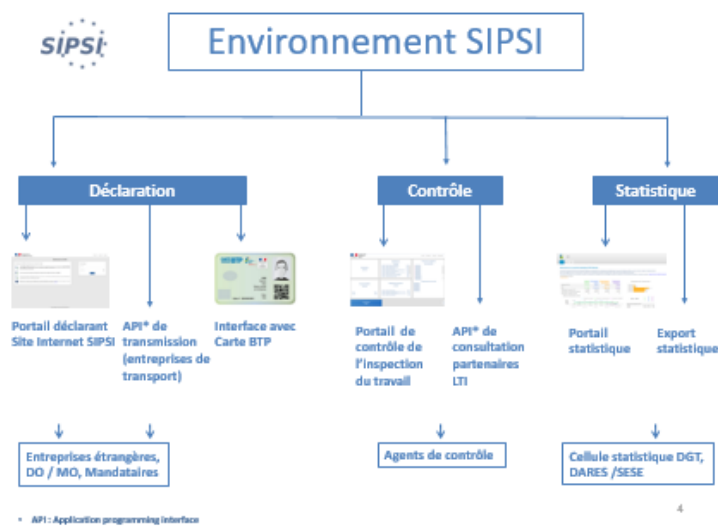 SIPSI
Environnement SIPSI
Déclaration
Contrôle
Statistique
Portail déclarant
Site Internet SIPSI
API* de
transmission
(entreprises de
transport)
Interface avec
Carte BTP
Portail de
contrôle de
l'inspection
du travail
API* de
consultation
partenaires
LTI
Portail
statistique
Export
statistique
Entreprises étrangères,
DO / MO, Mandataires
Agents de contrôle
Cellule statistique DGT,
DARES /SESE
4
* API : Application programming interface